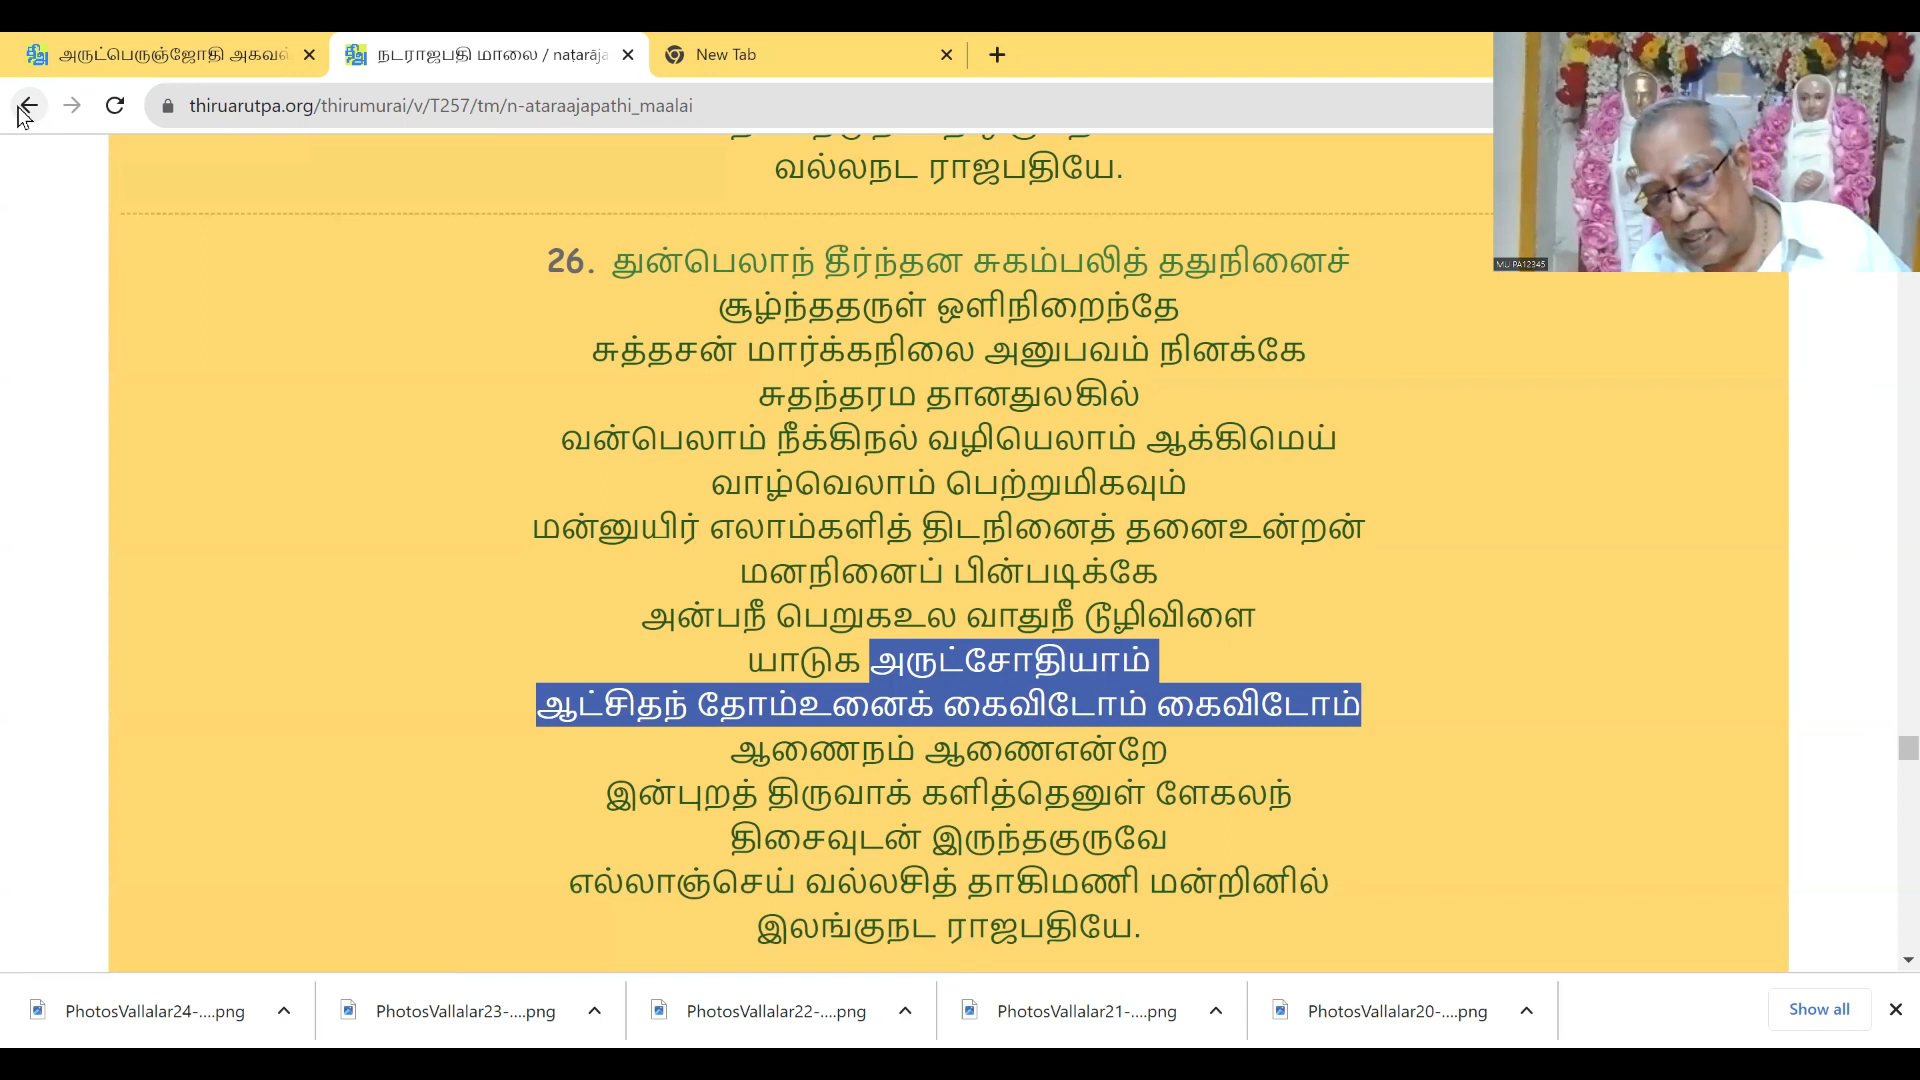 அருட்பெருஞ்ஜோதி அகவல்
நடராஜபதி மாலை / naṭarāja
New Tab
thiruarutpa.org/thirumurai/v/T257/tm/n-ataraajapathi_maalai
வல்லநட ராஜபதியே.
26. துன்பெலாந் தீர்ந்தன சுகம்பலித் ததுநினைச்
சூழ்ந்ததருள் ஒளிநிறைந்தே
சுத்தசன் மார்க்கநிலை அனுபவம் நினக்கே
சுதந்தரம தானதுலகில்
வன்பெலாம் நீக்கிநல் வழியெலாம் ஆக்கிமெய்
வாழ்வெலாம் பெற்றுமிகவும்
மன்னுயிர் எலாம்களித் திடநினைத் தனைஉன்றன்
மனநினைப் பின்படிக்கே
அன்பநீ பெறுகஉல வாதுநீ டூழிவிளை
யாடுக அருட்சோதியாம்
ஆட்சிதந் தோம்உனைக் கைவிடோம் கைவிடோம்
ஆணைநம் ஆணைஎன்றே
இன்புறத் திருவாக் களித்தெனுள் ளேகலந்
திசைவுடன் இருந்தகுருவே
எல்லாஞ்செய் வல்லசித் தாகிமணி மன்றினில்
இலங்குநட ராஜபதியே.
MU PA12345
PhotosVallalar24-....png
PhotosVallalar23-....png
PhotosVallalar22-....png
PhotosVallalar21-....png
PhotosVallalar20-....png
Show all